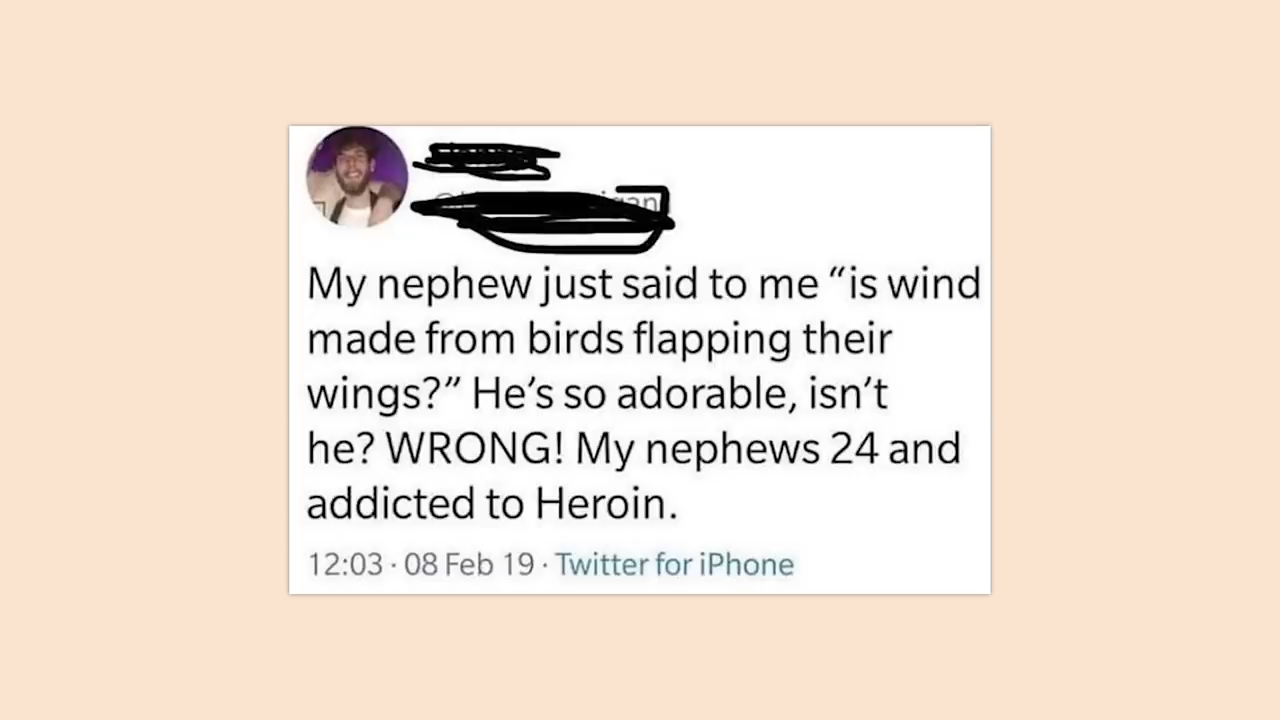 My nephew just said to me “is wind
made from birds flapping their
wings?” He’s so adorable, isn’t
he? WRONG! My nephews 24 and
addicted to Heroin.
12:03 · 08 Feb 19 · Twitter for iPhone